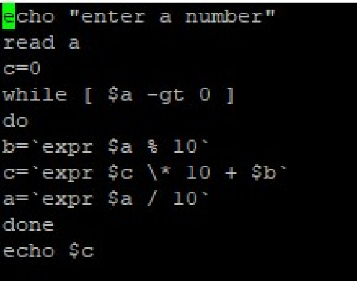 echo "enter a number"
read a
c=0
while [ $a -gt 0 ]
do
b=`expr $a % 10`
c=`expr $c \* 10 + $b`
a=`expr $a / 10`
done
echo $c